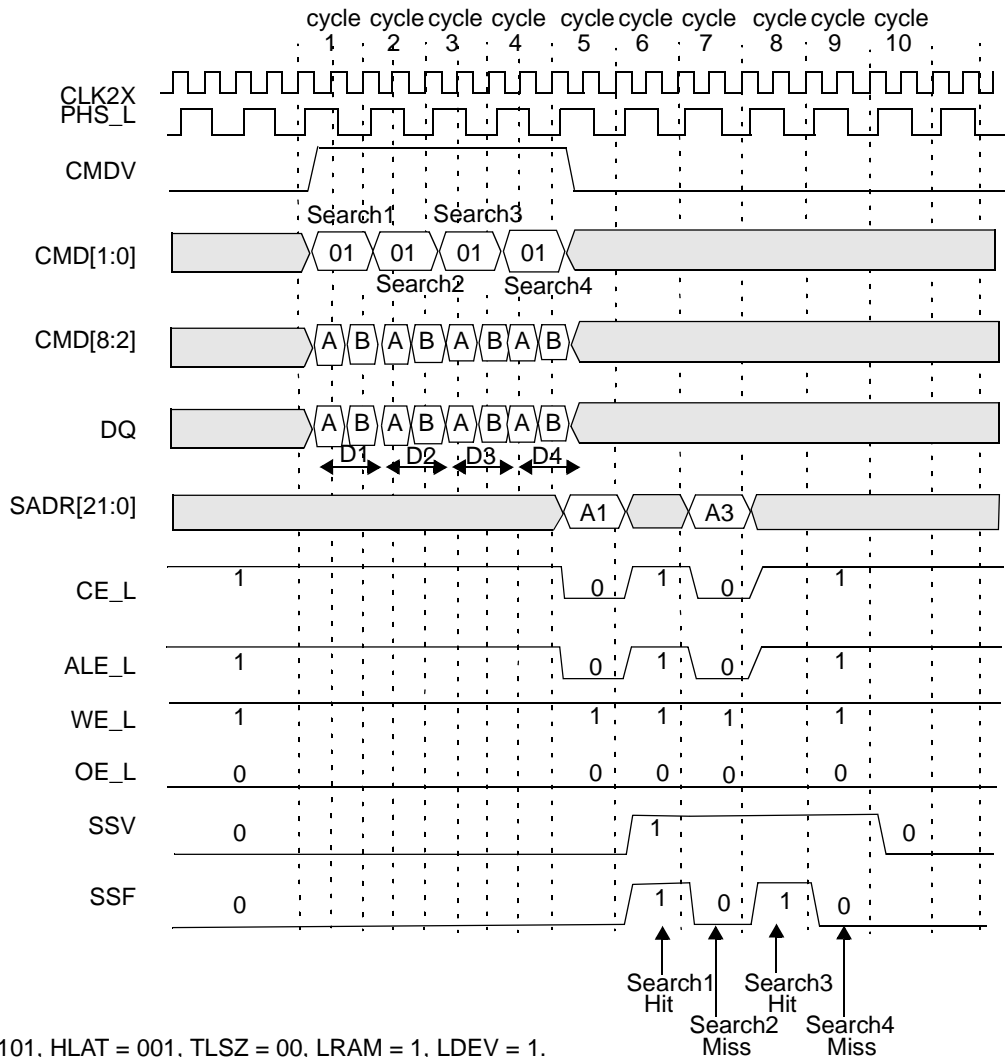 cycle cycle cycle cycle cycle cycle cycle cycle cycle cycle
1 2 3 4 5 6 7 8 9 10
CLK2X
PHS_L
CMDV
Search1 Search3
CMD[1:0] 01 01 01 01
Search2 Search4
CMD[8:2] A B A B A B A B
DQ A B A B A B A B
D1 D2 D3 D4
SADR[21:0] A1 A3
CE_L 1 0 1 0 1
ALE_L 1 0 1 0 1
WE_L 1 1 1 1 1
OE_L 0 0 0 0 0
SSV 0 1 0
SSF 0 1 0 1 0
Search1 Search3
Hit Hit
Search2 Search4
Miss Miss
101, HLAT = 001, TLSZ = 00, LRAM = 1, LDEV = 1.